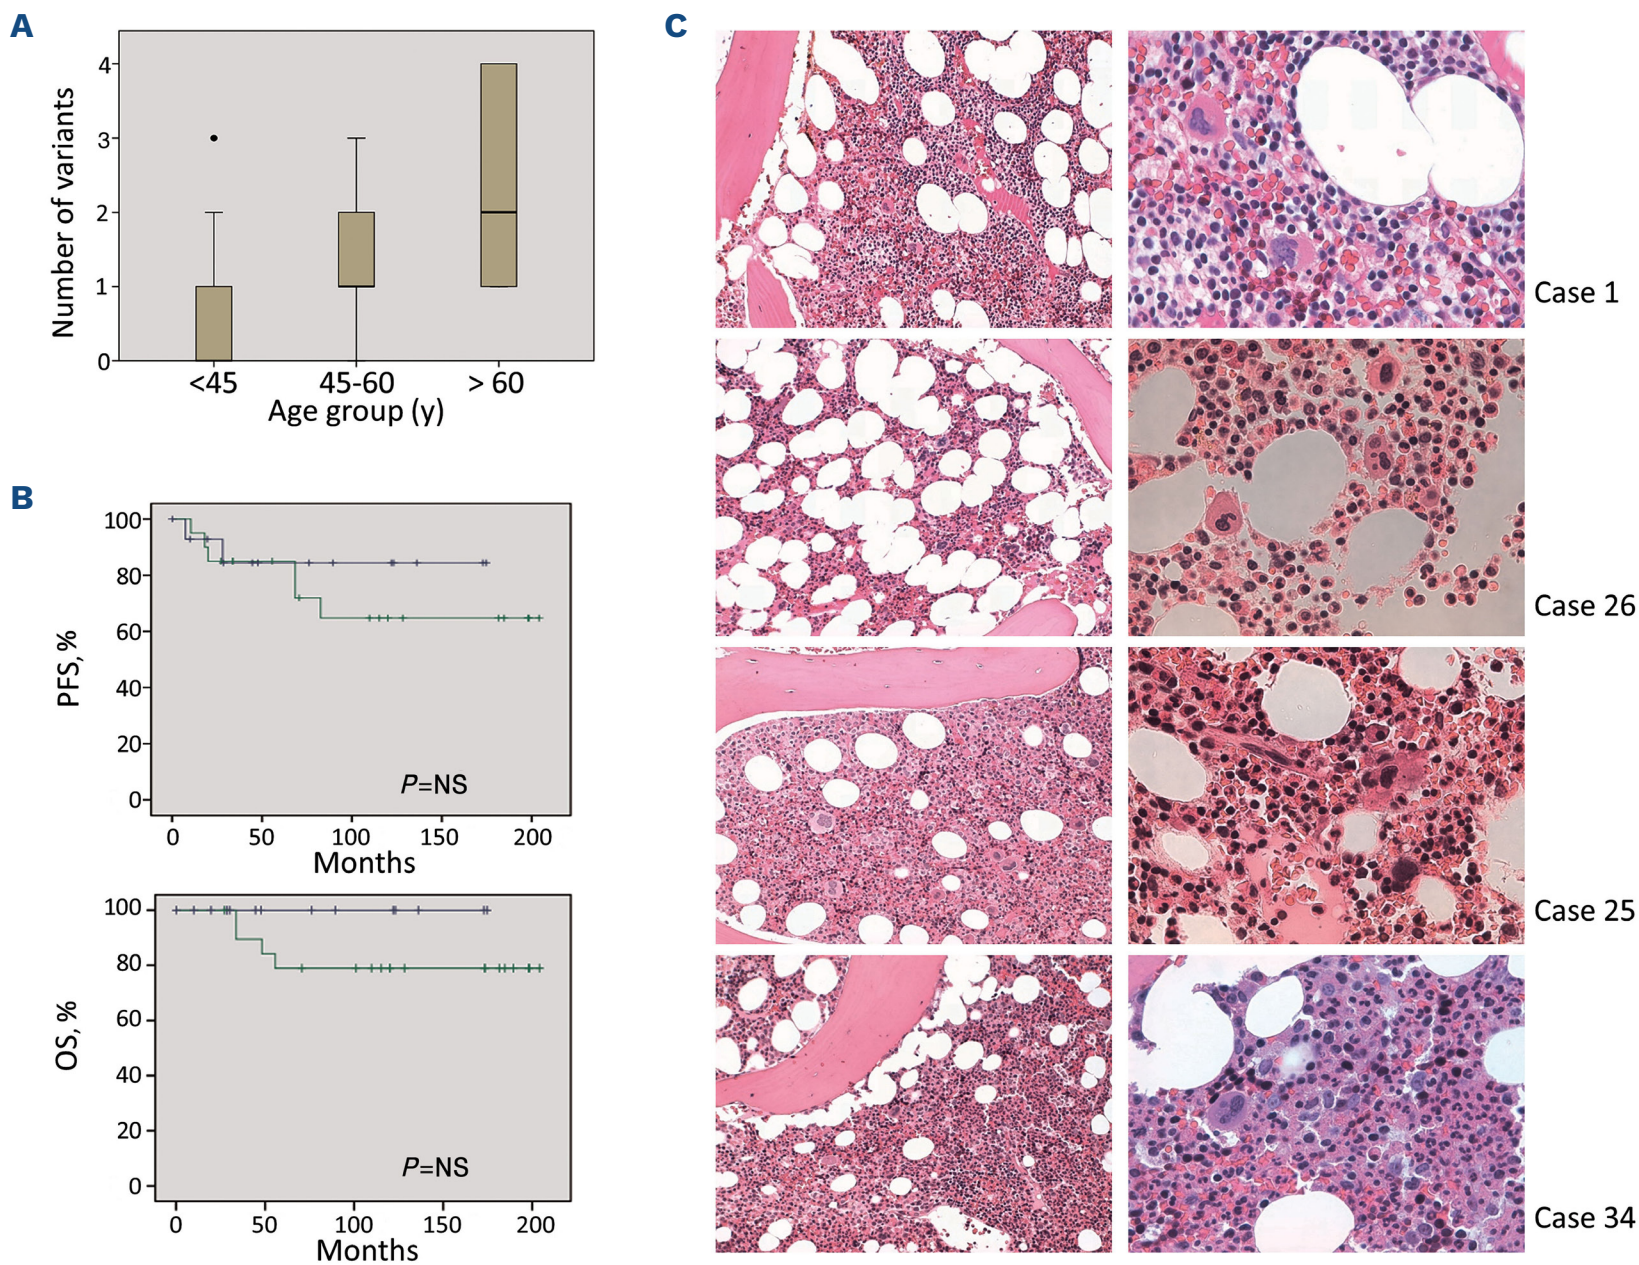 A
Number of variants
4
3
2
1
0
<45 45-60 > 60
Age group (y)
B
PFS, %
100
80
60
40
20
0
P=NS
0 50 100 150 200
Months
OS, %
100
80
60
40
20
0
P=NS
0 50 100 150 200
Months
C
Case 1
Case 26
Case 25
Case 34